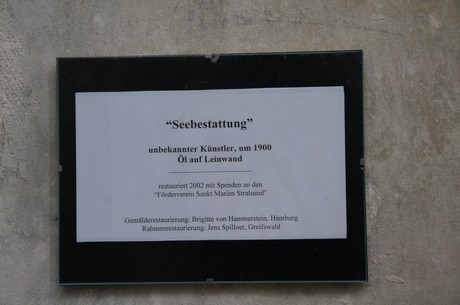 “Seebestattung”
unbekannter Künstler, um 1900
Öl auf Leinwand
restauriert 2002 mit Spenden an den
“Förderverein Sankt Marien Stralsund”
Gemälderestaurierung: Brigitte von Hammerstein, Hamburg
Rahmenrestaurierung: Jens Spillner, Greifswald